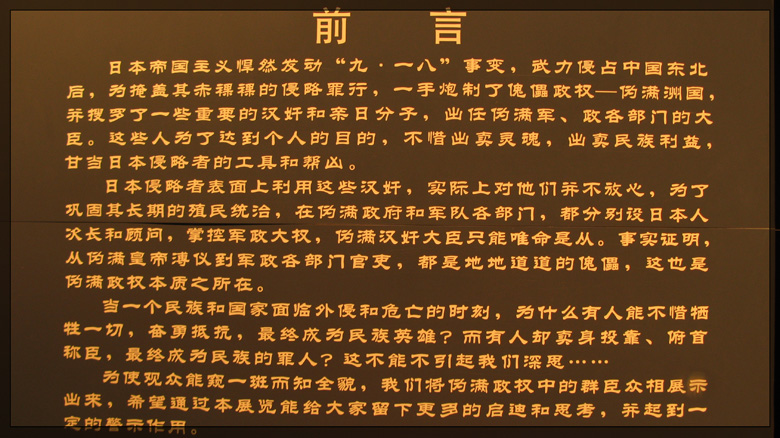 前言
日本帝国主义悍然发动“九·一八”事变，武力侵占中国东北
后，为掩盖其赤裸裸的侵略罪行，一手炮制了傀儡政权—伪满洲国，
并搜罗了一些重要的汉奸和亲日分子，出任伪满军、政各部门的大
臣。这些人为了达到个人的目的，不惜出卖灵魂，出卖民族利益，
甘当日本侵略者的工具和帮凶。
日本侵略者表面上利用这些汉奸，实际上对他们并不放心，为了
巩固其长期的殖民统治，在伪满政府和军队各部门，都分别设日本人
次长和顾问，掌控军政大权，伪满汉奸大臣只能唯命是从。事实证明，
从伪满皇帝溥仪到军政各部门官吏，都是地地道道的傀儡，这也是
伪满政权本质之所在。
当一个民族和国家面临外侵和危亡的时刻，为什么有人能不惜牺
牲一切，奋勇抵抗，最终成为民族英雄？而有人却卖身投靠、俯首
称臣，最终成为民族的罪人？这不能不引起我们深思……
为使观众能窥一斑而知全貌，我们将伪满政权中的群臣众相展示
出来，希望通过本展览能给大家留下更多的启迪和思考，并起到一
定的警示作用。